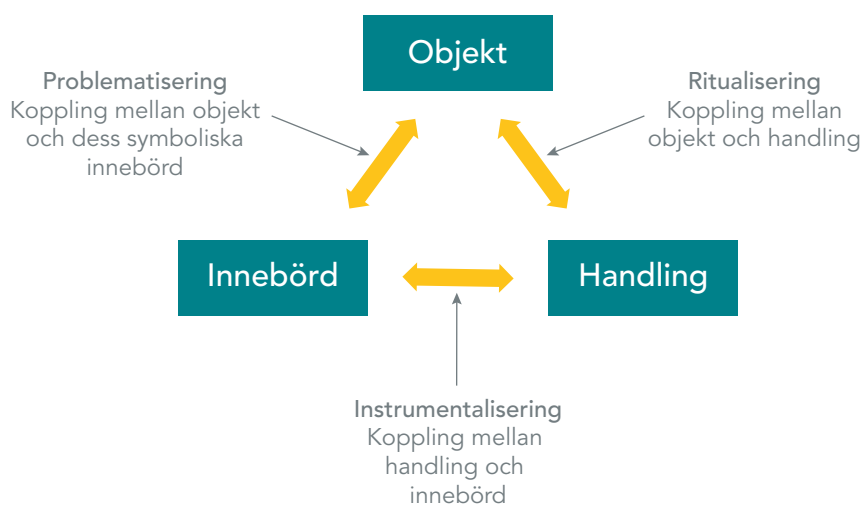 Objekt
Problematisering
Koppling mellan objekt
och dess symboliska
innebörd
Ritualisering
Koppling mellan
objekt och handling
Innebörd
Handling
Instrumentalisering
Koppling mellan
handling och
innebörd